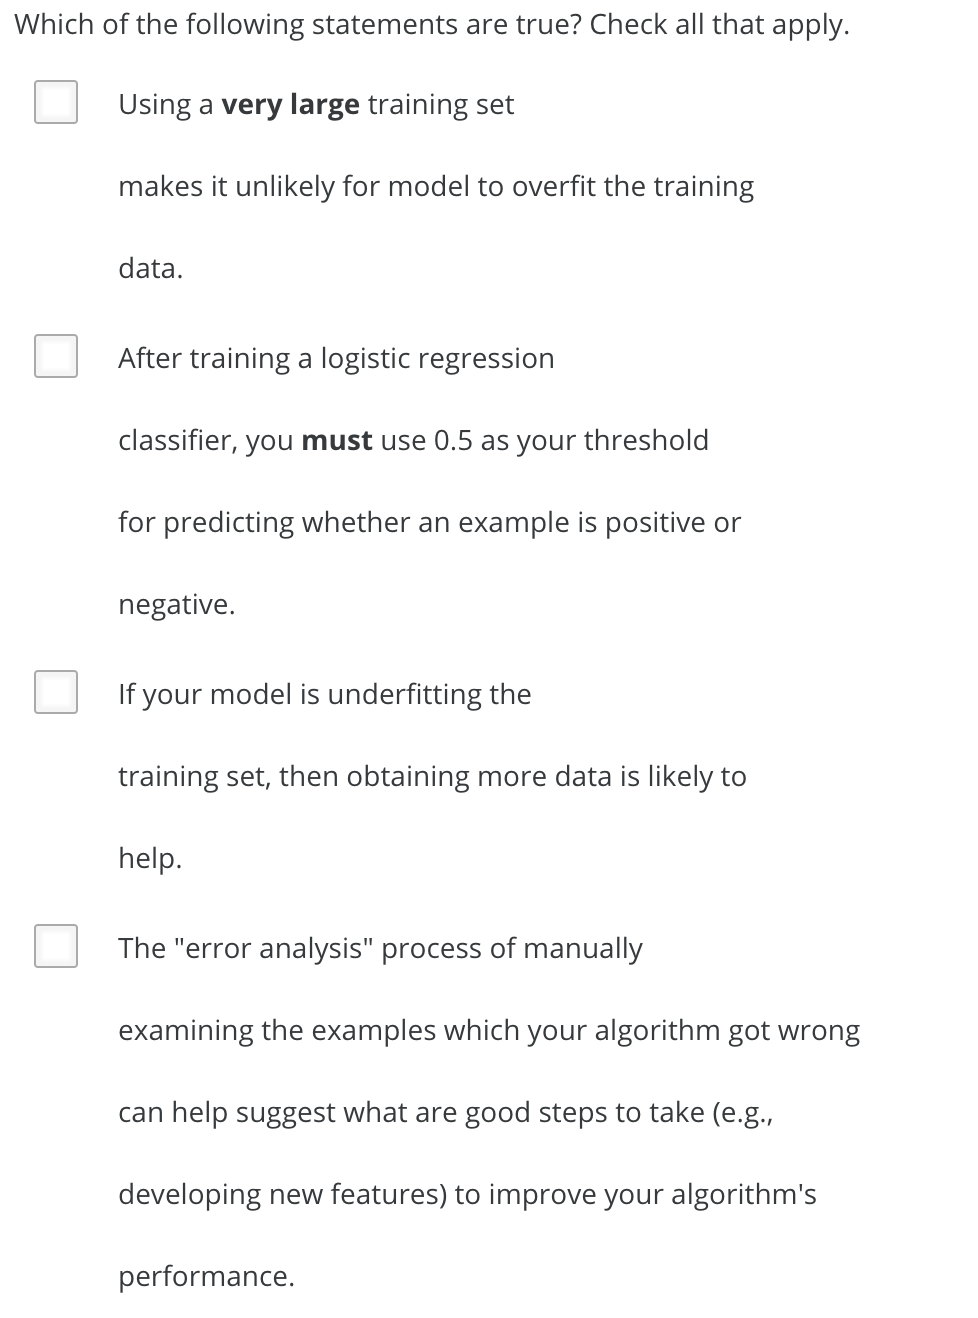 Which of the following statements are true? Check all that apply.
Using a very large training set
makes it unlikely for model to overfit the training
data.
After training a logistic regression
classifier, you must use 0.5 as your threshold
for predicting whether an example is positive or
negative.
If your model is underfitting the
training set, then obtaining more data is likely to
help.
The "error analysis" process of manually
examining the examples which your algorithm got wrong
can help suggest what are good steps to take (e.g.,
developing new features) to improve your algorithm's
performance.